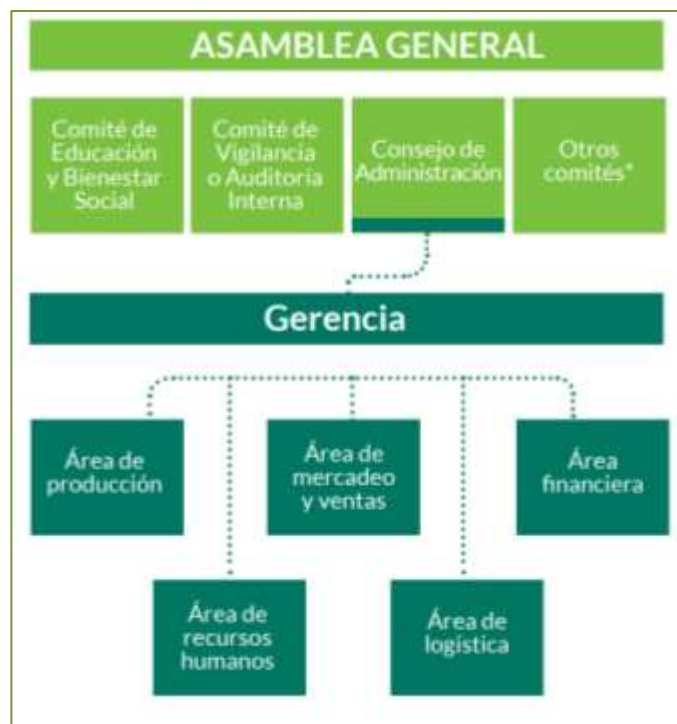 ASAMBLEA GENERAL
Comité de
Educación
y Bienestar
Social
Comité de
Vigilancia
o Auditoria
Interna
Consejo de
Administración
Otros
comités*
Gerencia
Área de
producción
Área de
mercadeo
y ventas
Área
financiera
Área de
recursos
humanos
Área de
logística